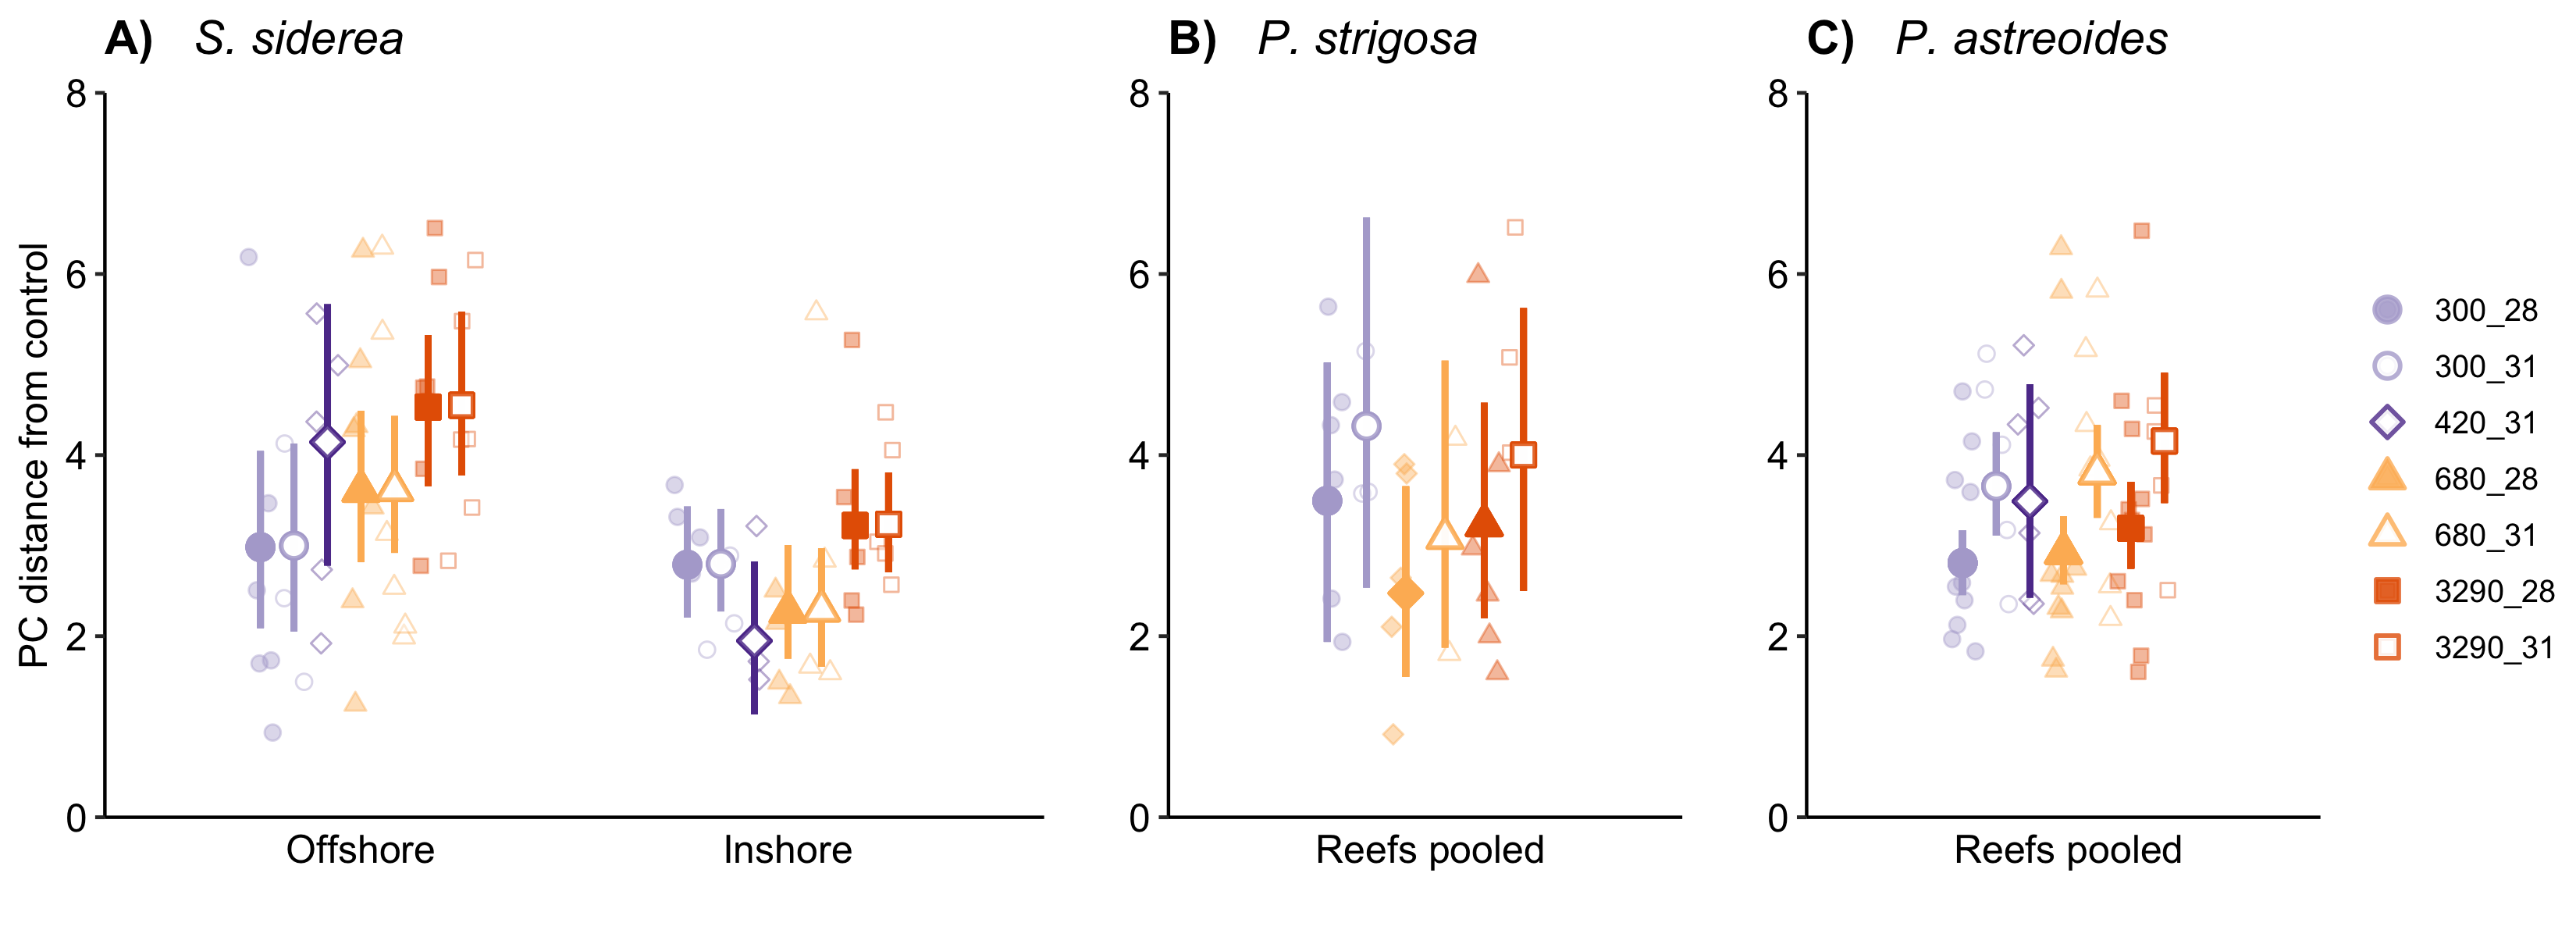 A) S. siderea
B) P. strigosa
C) P. astreoides
PC distance from control
8
6
4
2
0
Offshore
Inshore
8
6
4
2
0
Reefs pooled
8
6
4
2
0
Reefs pooled
300_28
300_31
420_31
680_28
680_31
3290_28
3290_31